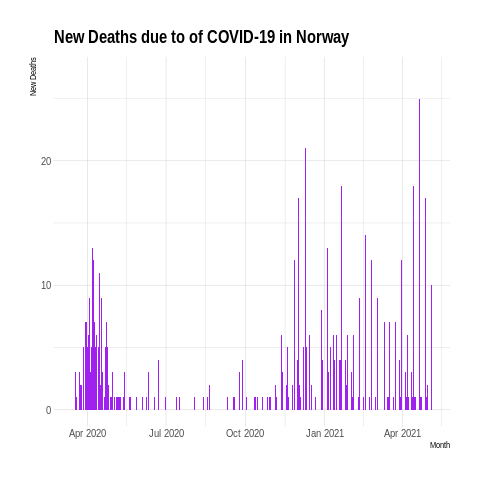 New Deaths due to of COVID-19 in Norway
New Deaths
20
10
0
Apr 2020 Jul 2020 Oct 2020 Jan 2021 Apr 2021
Month